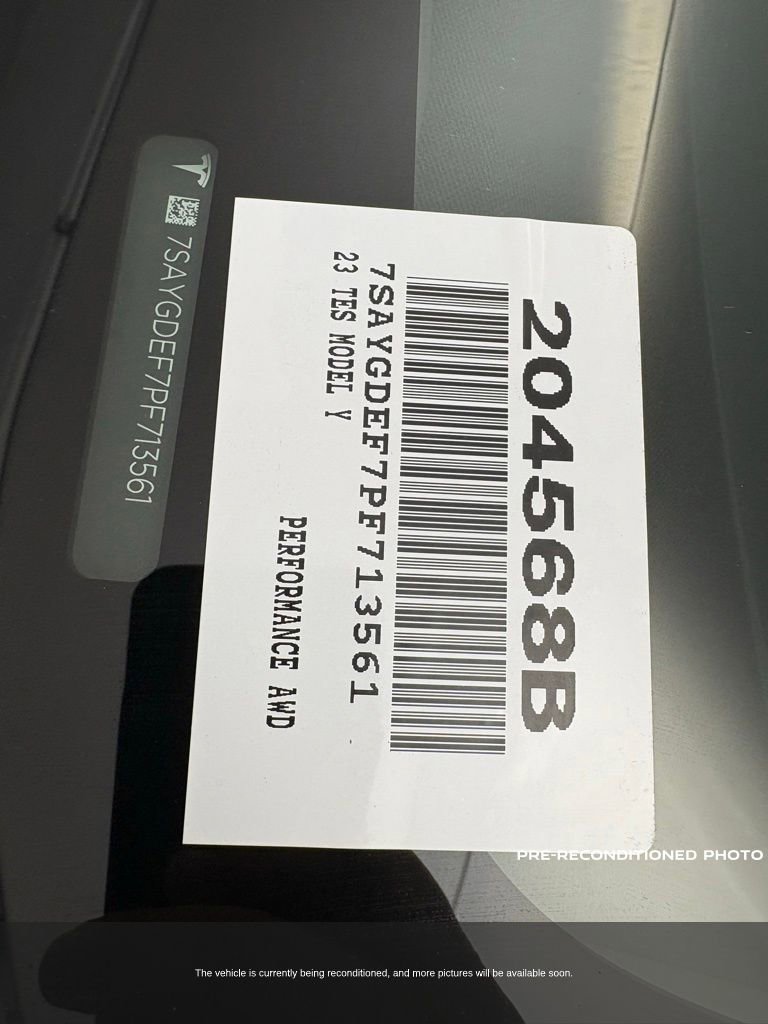 7SAYGDEF7PF713561
204568B
7SAYGDEF7PF713561
23 TES MODEL Y
PERFORMANCE AWD
PRE-RECONDITIONED PHOTO
The vehicle is currently being reconditioned, and more pictures will be available soon.